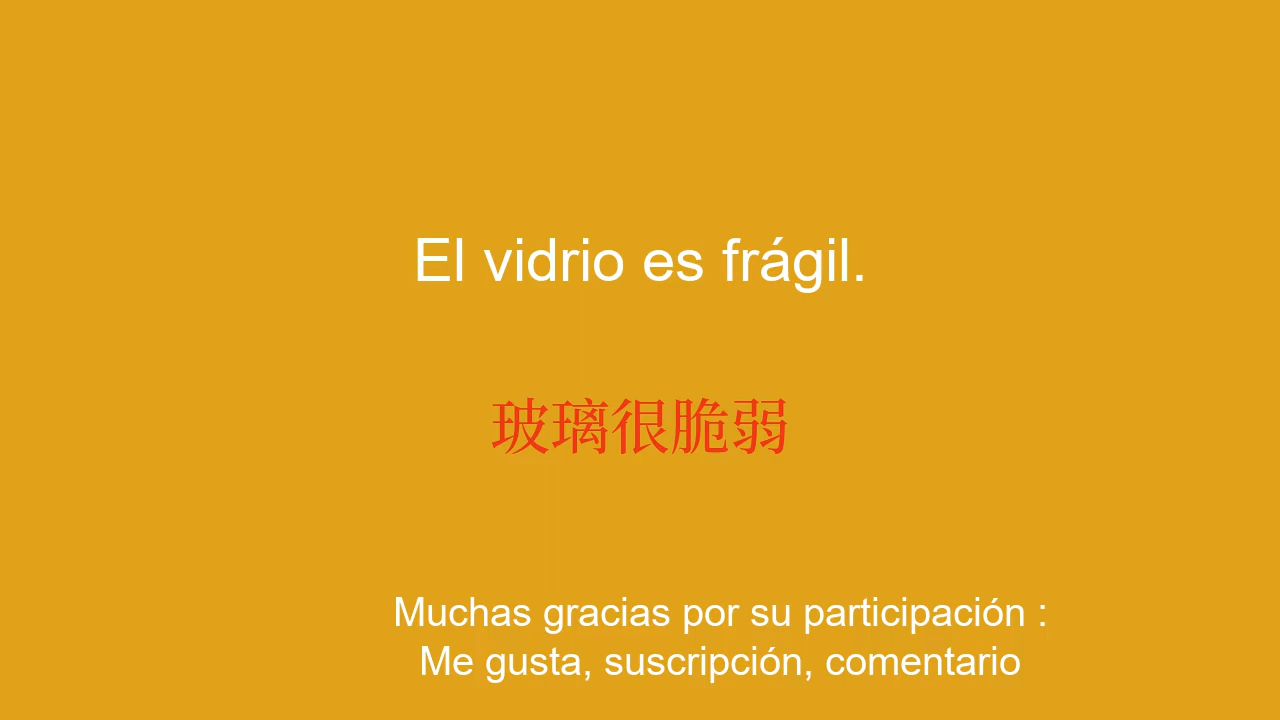 El vidrio es frágil.
玻璃很脆弱
Muchas gracias por su participación :
Me gusta, suscripción, comentario